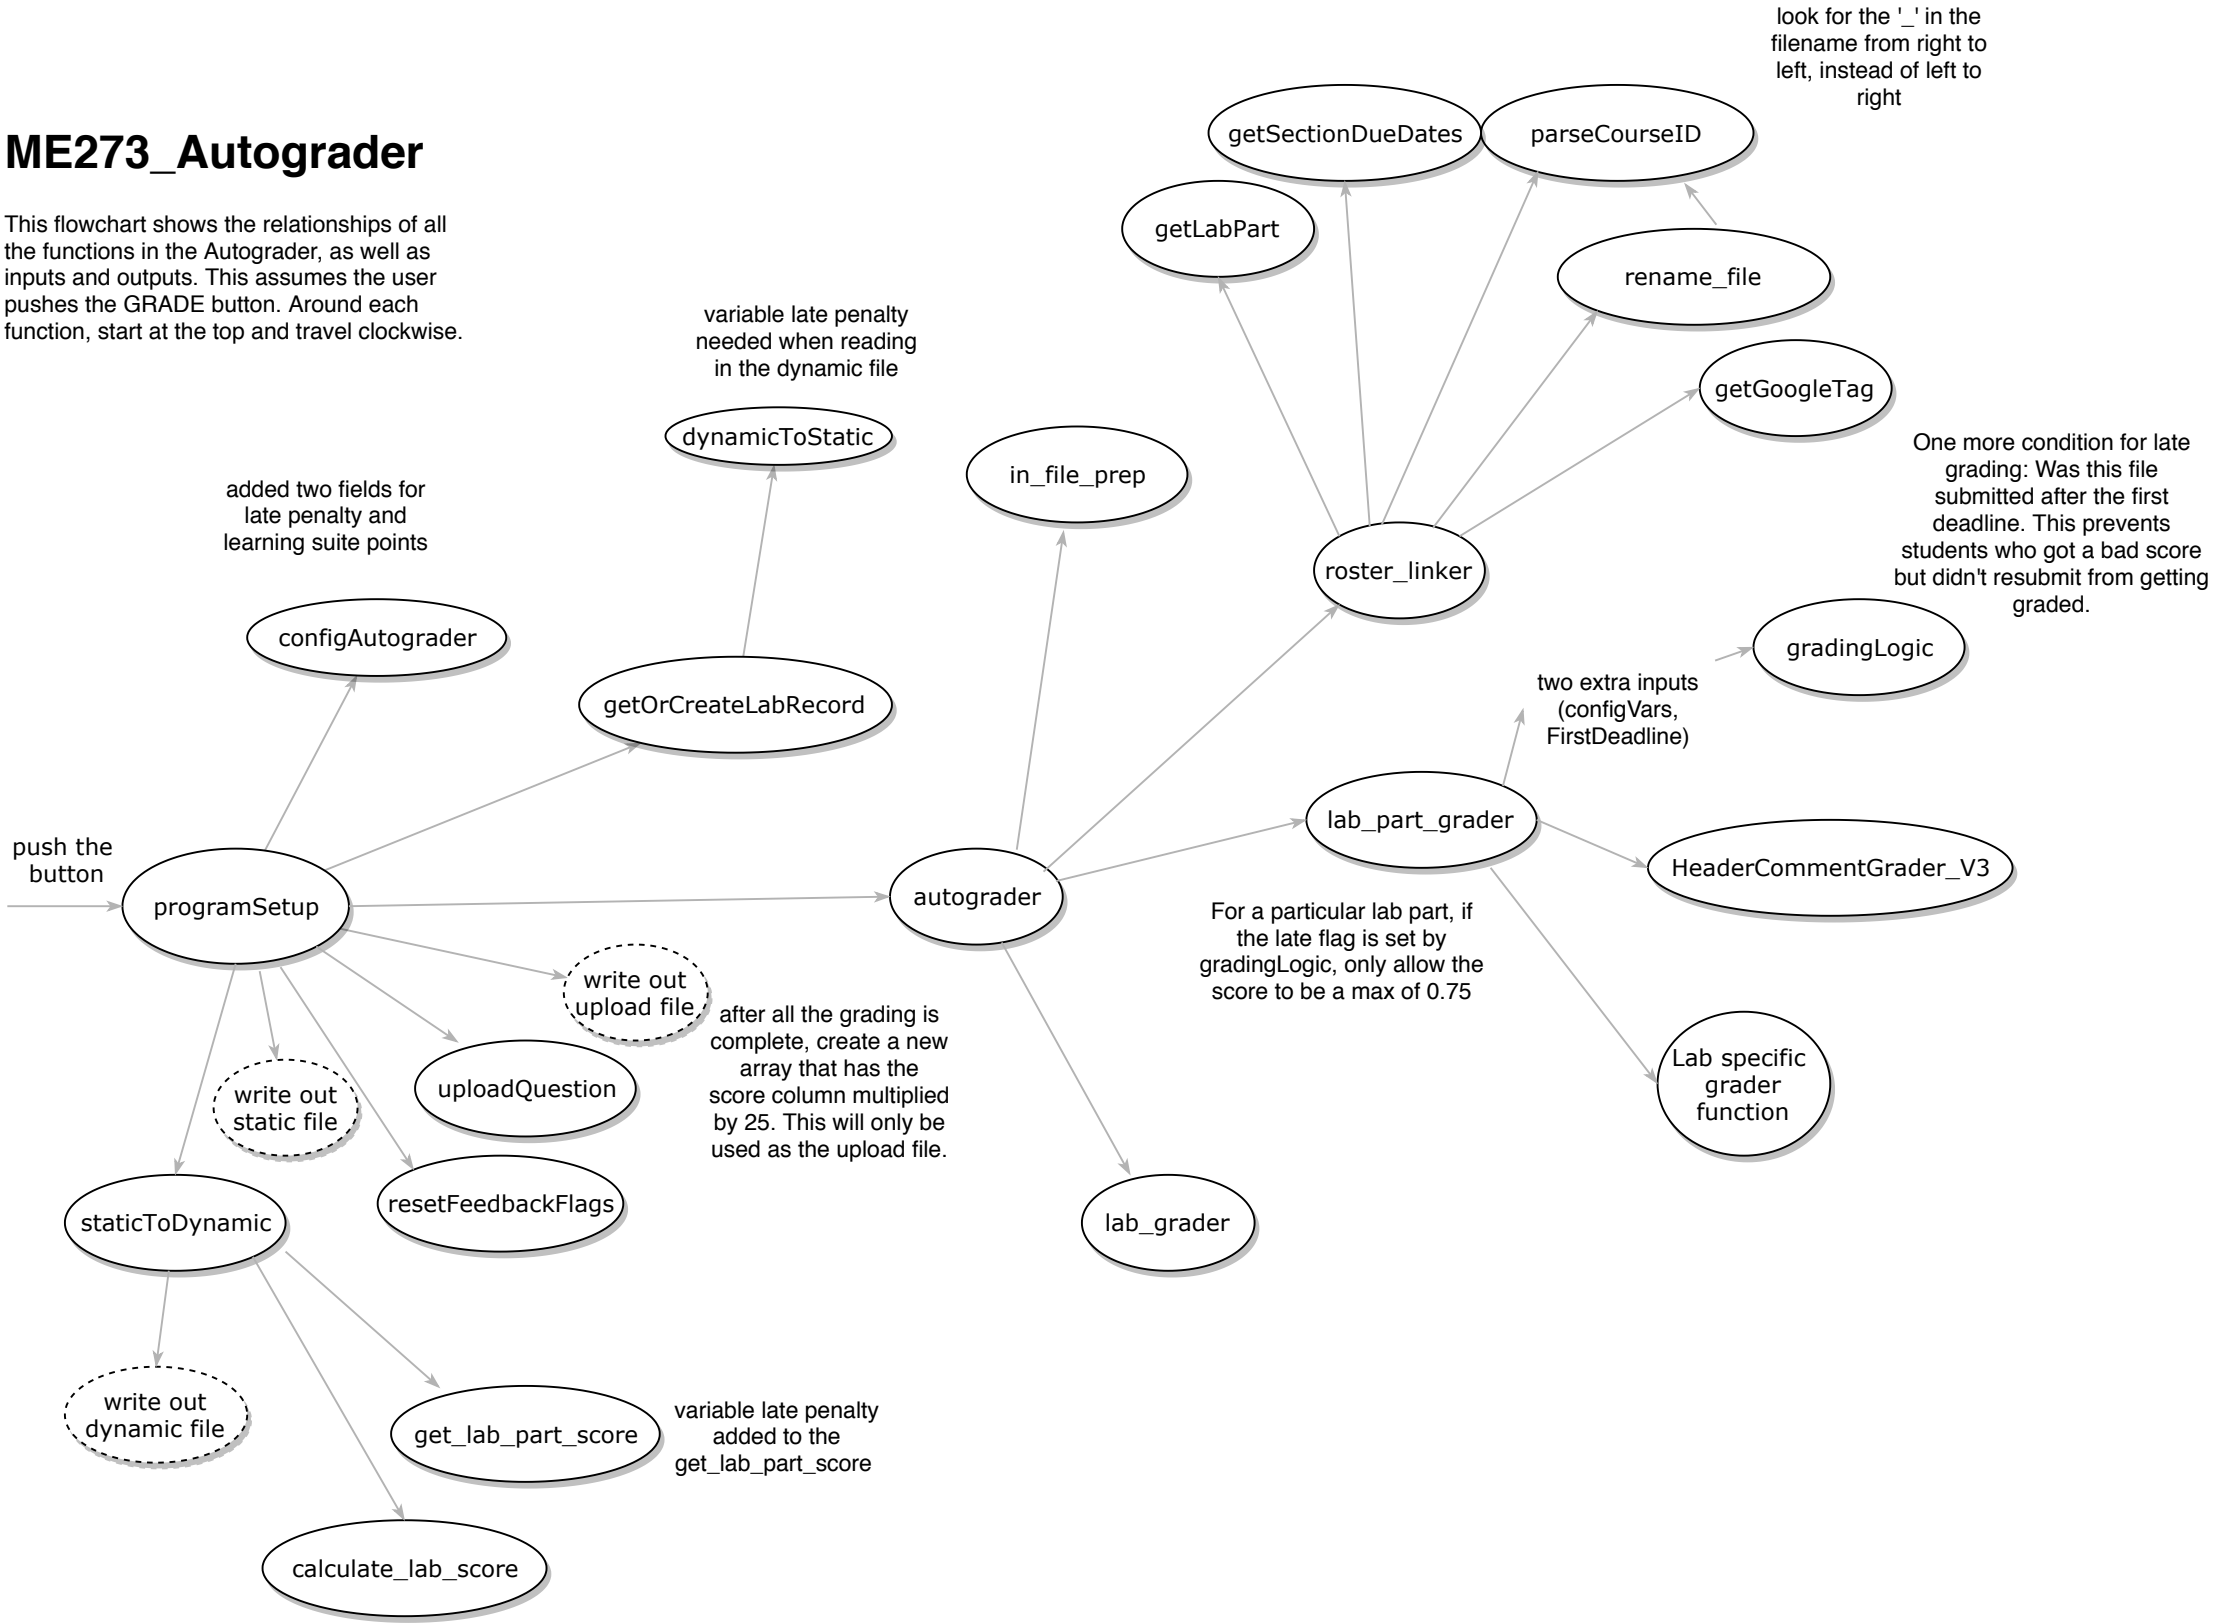 look for the '_' in the
filename from right to
left, instead of left to
right
ME273_Autograder
This flowchart shows the relationships of all
the functions in the Autograder, as well as
inputs and outputs. This assumes the user
pushes the GRADE button. Around each
function, start at the top and travel clockwise.
getSectionDueDates
parseCourseID
getLabPart
rename_file
getGoogleTag
variable late penalty
needed when reading
in the dynamic file
dynamicToStatic
in_file_prep
One more condition for late
grading: Was this file
submitted after the first
deadline. This prevents
students who got a bad score
but didn't resubmit from getting
graded.
added two fields for
late penalty and
learning suite points
roster_linker
configAutograder
gradingLogic
getOrCreateLabRecord
two extra inputs
(configVars,
FirstDeadline)
lab_part_grader
HeaderCommentGrader_V3
push the
button
programSetup
autograder
For a particular lab part, if
the late flag is set by
gradingLogic, only allow the
score to be a max of 0.75
write out
upload file
after all the grading is
complete, create a new
array that has the
score column multiplied
by 25. This will only be
used as the upload file.
uploadQuestion
write out
static file
Lab specific
grader
function
resetFeedbackFlags
staticToDynamic
lab_grader
write out
dynamic file
get_lab_part_score
variable late penalty
added to the
get_lab_part_score
calculate_lab_score